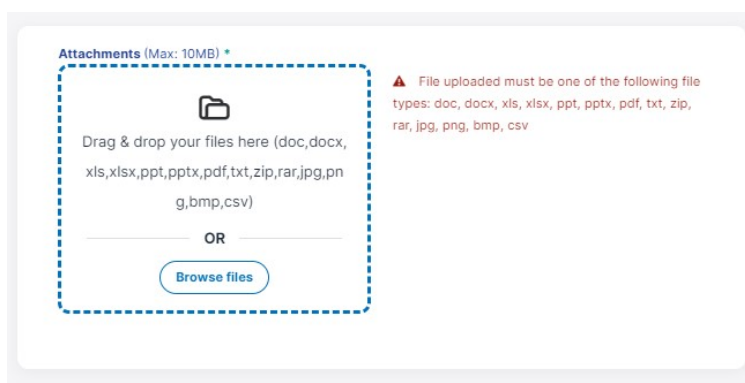 Attachments (Max: 10MB) *
Drag & drop your files here (doc,docx,
xls,xlsx,ppt,pptx,pdf,txt,zip,rar,jpg,pn
g,bmp,csv)
OR
Browse files
File uploaded must be one of the following file
types: doc, docx, xls, xlsx, ppt, pptx, pdf, txt, zip,
rar, jpg, png, bmp, csv